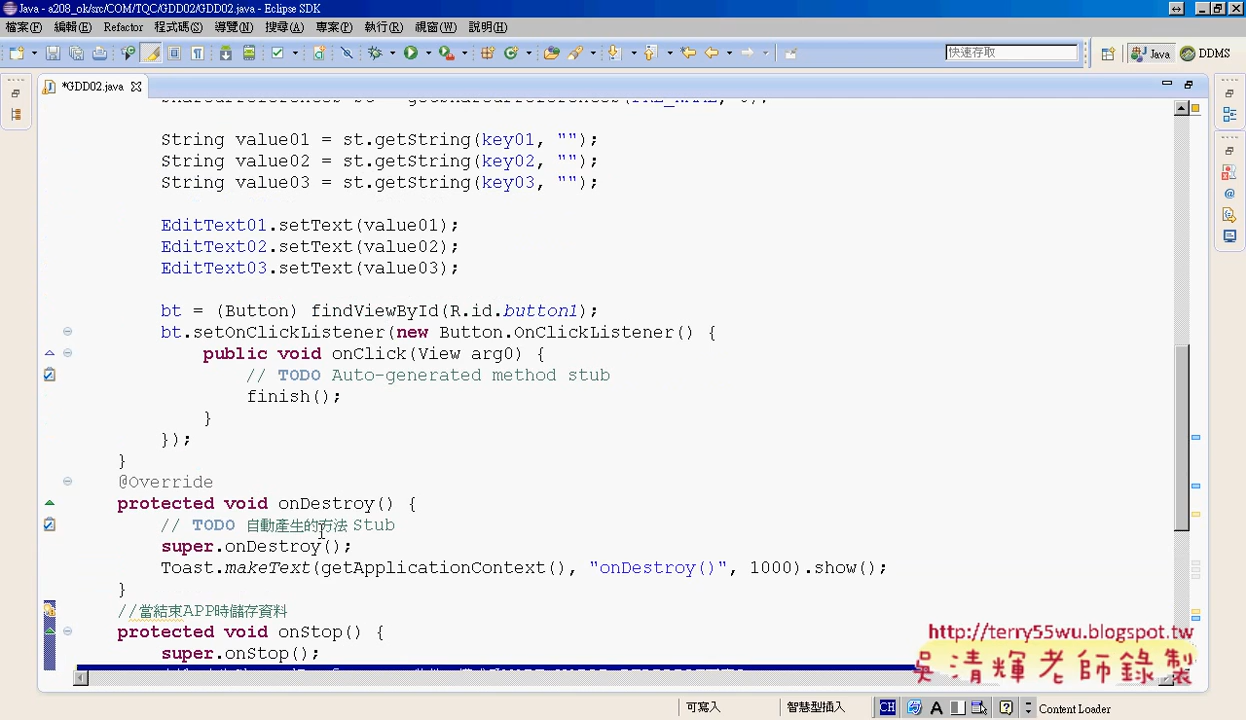 Java - a208_ok/src/COM/TQC/GDD02/GDD02.java - Eclipse SDK
檔案(F) 編輯(E) Refactor 程式碼(S) 導覽(N) 搜尋(A) 專案(P) 執行(R) 視窗(W) 說明(H)
快速存取 Java DDMS
*GDD02.java
String value01 = st.getString(key01, "");
String value02 = st.getString(key02, "");
String value03 = st.getString(key03, "");
EditText01.setText(value01);
EditText02.setText(value02);
EditText03.setText(value03);
bt = (Button) findViewById(R.id.button1);
bt.setOnClickListener(new Button.OnClickListener() {
public void onClick(View arg0) {
// TODO Auto-generated method stub
finish();
}
});
}
@Override
protected void onDestroy() {
// TODO 自動產生的方法 Stub
super.onDestroy();
Toast.makeText(getApplicationContext(), "onDestroy()", 1000).show();
}
//當結束APP時儲存資料
protected void onStop() {
super.onStop();
http://terry55wu.blogspot.tw
吳清輝老師錄製
可寫入 智慧型插入 CH A Content Loader